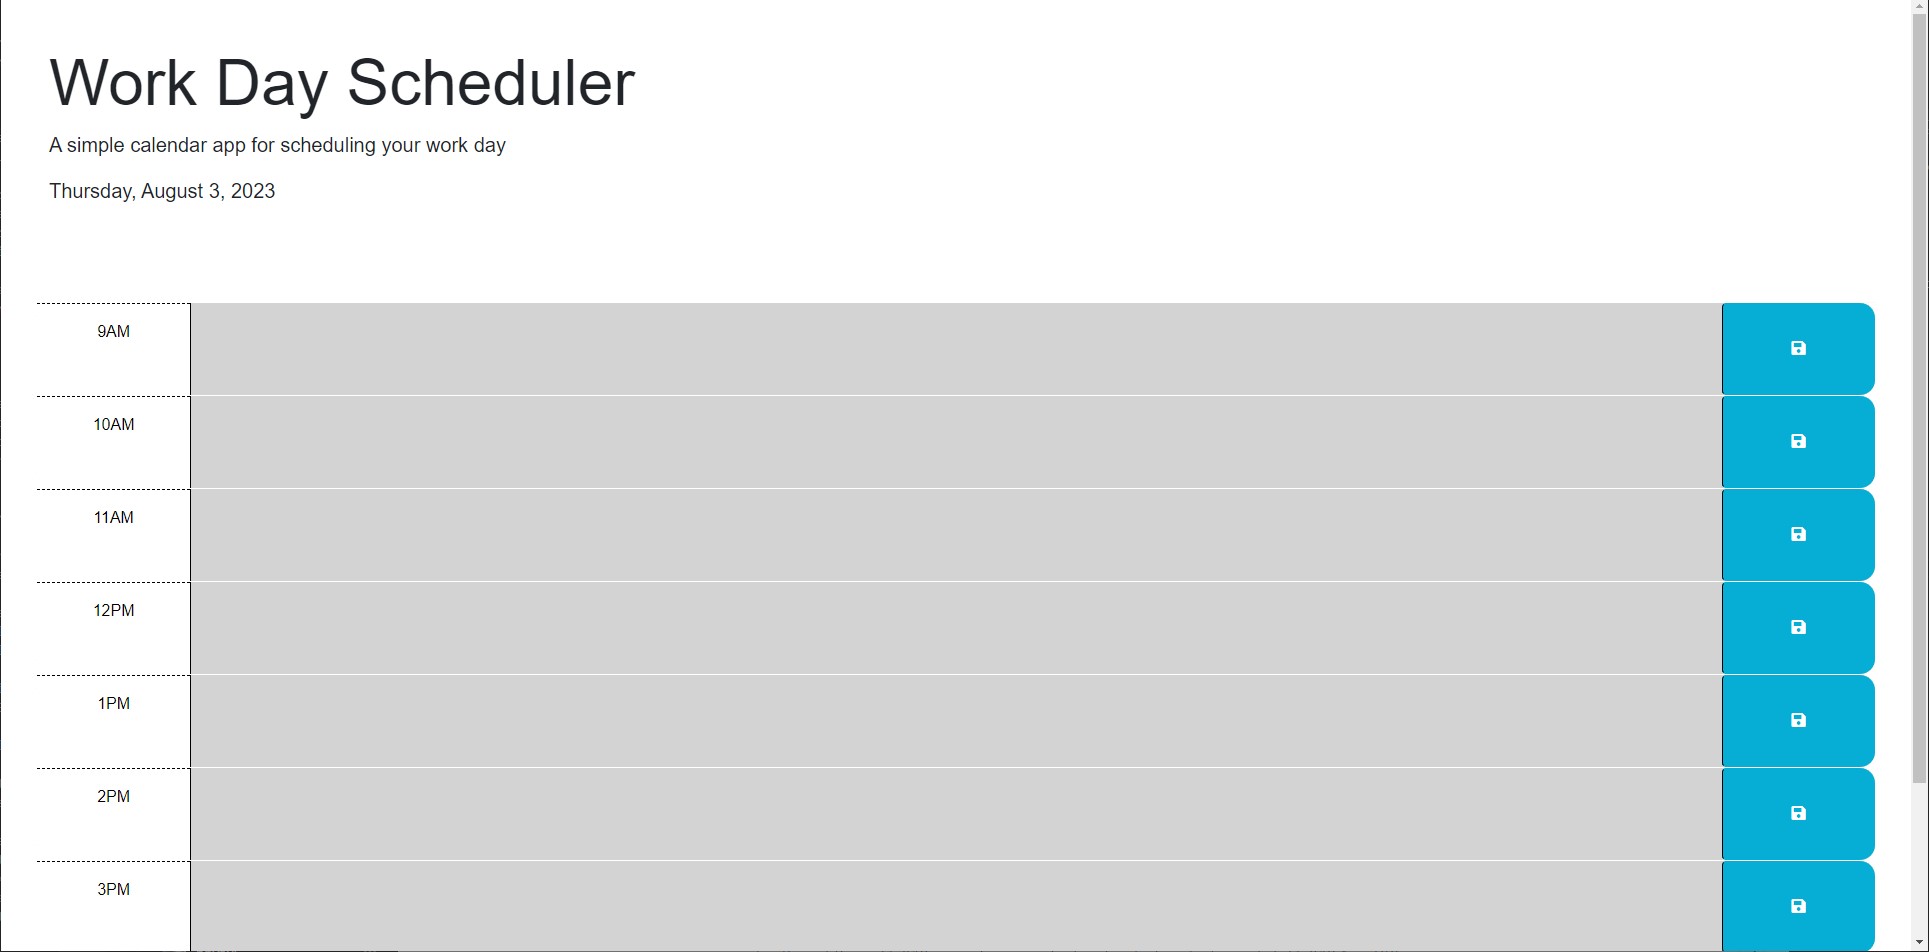 Work Day Scheduler
A simple calendar app for scheduling your work day
Thursday, August 3, 2023
9AM
10AM
11AM
12PM
1PM
2PM
3PM